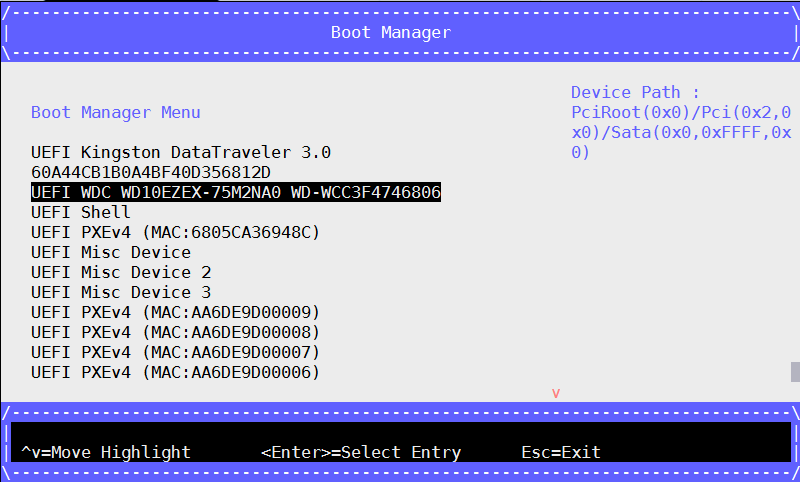 /------------------------------------------------------------------------------\
| Boot Manager |
\------------------------------------------------------------------------------/
Device Path :
Boot Manager Menu PciRoot(0x0)/Pci(0x2,0
x0)/Sata(0x0,0xFFFF,0x
UEFI Kingston DataTraveler 3.0 0)
60A44CB1B0A4BF40D356812D
UEFI WDC WD10EZEX-75M2NA0 WD-WCC3F4746806
UEFI Shell
UEFI PXEv4 (MAC:6805CA36948C)
UEFI Misc Device
UEFI Misc Device 2
UEFI Misc Device 3
UEFI PXEv4 (MAC:AA6DE9D00009)
UEFI PXEv4 (MAC:AA6DE9D00008)
UEFI PXEv4 (MAC:AA6DE9D00007)
UEFI PXEv4 (MAC:AA6DE9D00006)
v
/------------------------------------------------------------------------------\
| |
| ^v=Move Highlight <Enter>=Select Entry Esc=Exit |
\------------------------------------------------------------------------------/